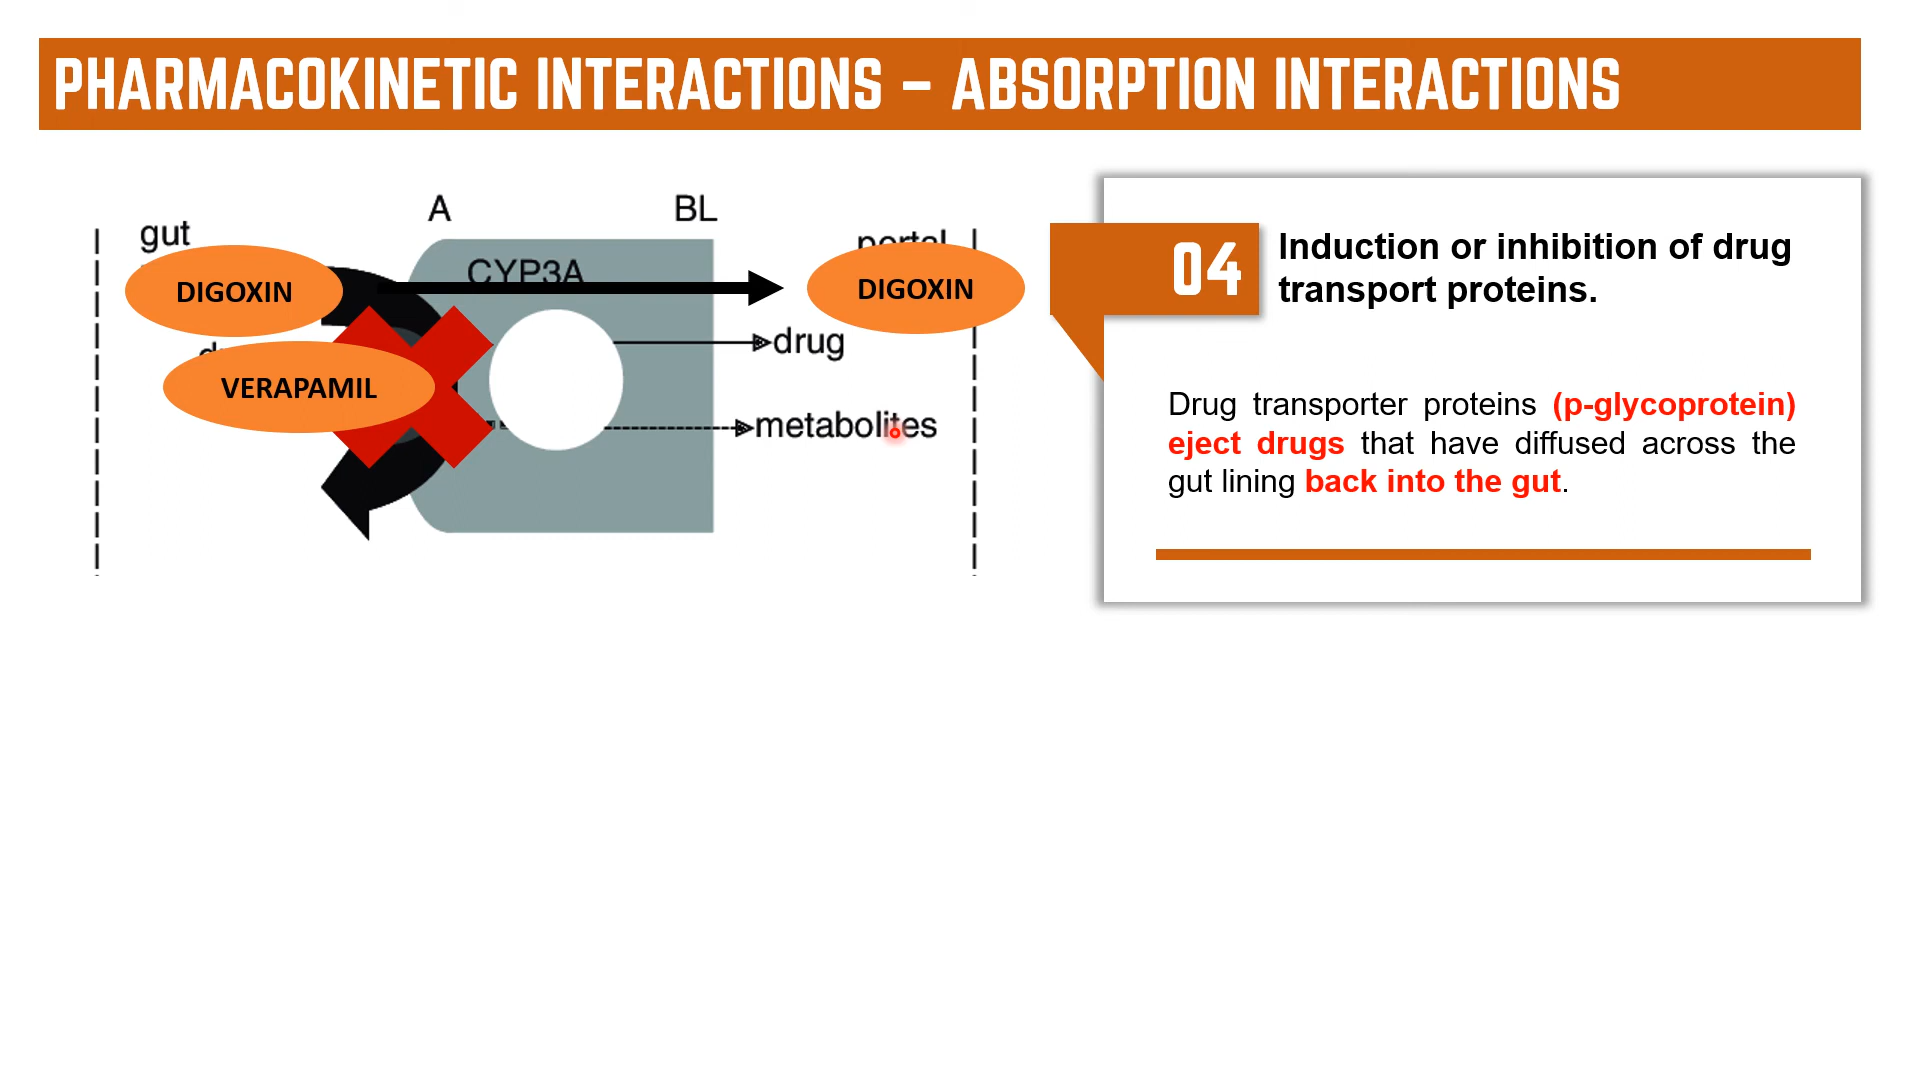 PHARMACOKINETIC INTERACTIONS – ABSORPTION INTERACTIONS
A
BL
gut
portal
CYP3A
DIGOXIN
DIGOXIN
drug
VERAPAMIL
metabolites
04
Induction or inhibition of drug
transport proteins.
Drug transporter proteins (p-glycoprotein)
eject drugs that have diffused across the
gut lining back into the gut.